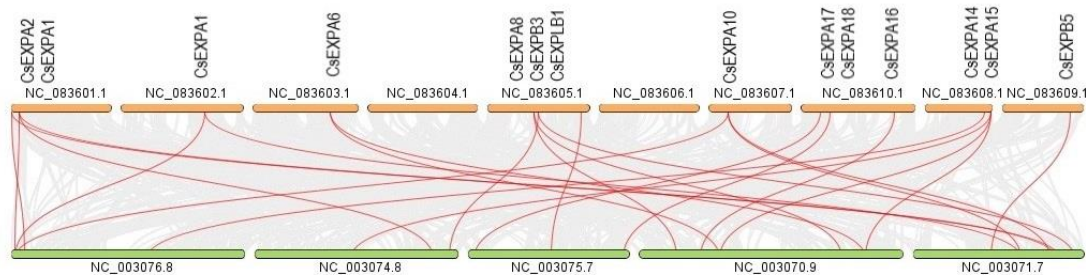 CsEXPA2
CsEXPA1
CsEXPA1
CsEXPA6
CsEXPA8
CsEXPB3
CsEXPLB1
CsEXPA10
CsEXPA17
CsEXPA18
CsEXPA16
CsEXPA14
CsEXPA15
CsEXPB5
NC_083601.1 NC_083602.1 NC_083603.1 NC_083604.1 NC_083605.1 NC_083606.1 NC_083607.1 NC_083610.1 NC_083608.1 NC_083609.1
NC_003076.8 NC_003074.8 NC_003075.7 NC_003070.9 NC_003071.7